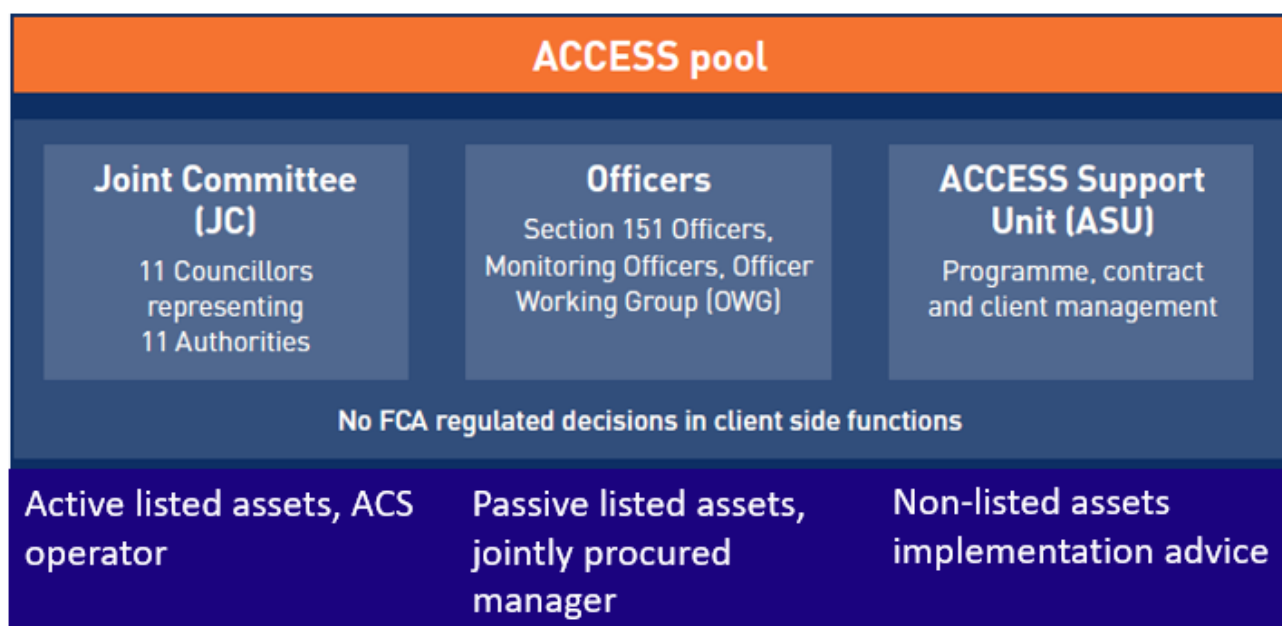 ACCESS pool
Joint Committee
(JC)
11 Councillors
representing
11 Authorities
Officers
Section 151 Officers,
Monitoring Officers, Officer
Working Group (OWG)
ACCESS Support
Unit (ASU)
Programme, contract
and client management
No FCA regulated decisions in client side functions
Active listed assets, ACS
operator
Passive listed assets,
jointly procured
manager
Non-listed assets
implementation advice